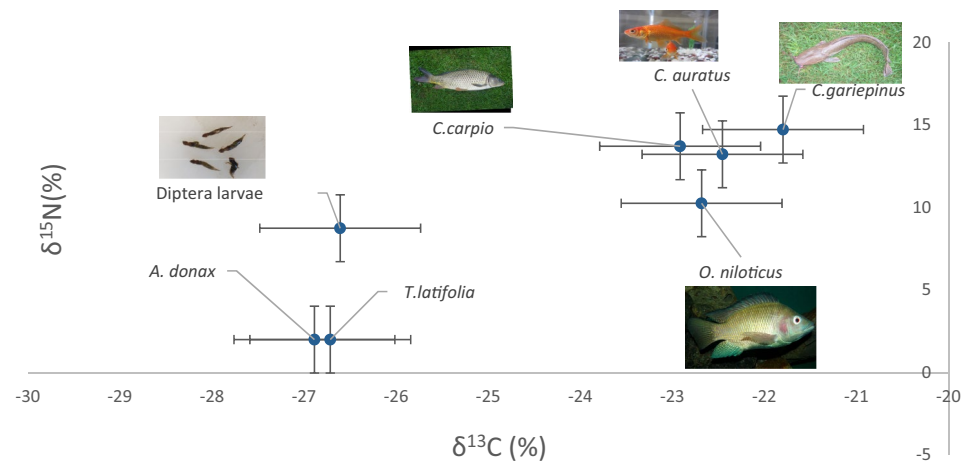 20
C. auratus
C.gariepinus
C.carpio
15
Diptera larvae
δ15N(%)
10
A. donax
T.latifolia
O. niloticus
5
0
-30 -29 -28 -27 -26 -25 -24 -23 -22 -21 -20
δ13C (%)
-5